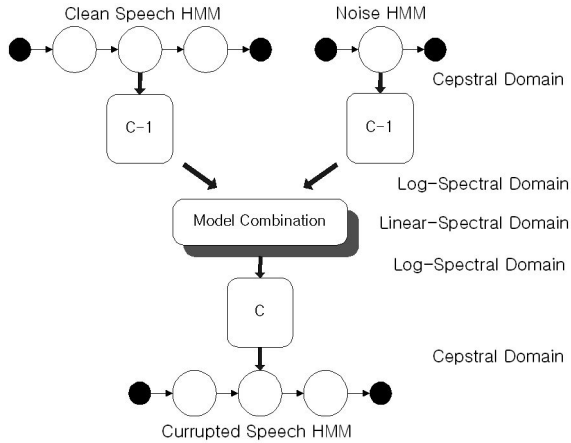 Clean Speech HMM
Noise HMM
Cepstral Domain
C-1
C-1
Log-Spectral Domain
Model Combination
Linear-Spectral Domain
Log-Spectral Domain
C
Cepstral Domain
Currupted Speech HMM